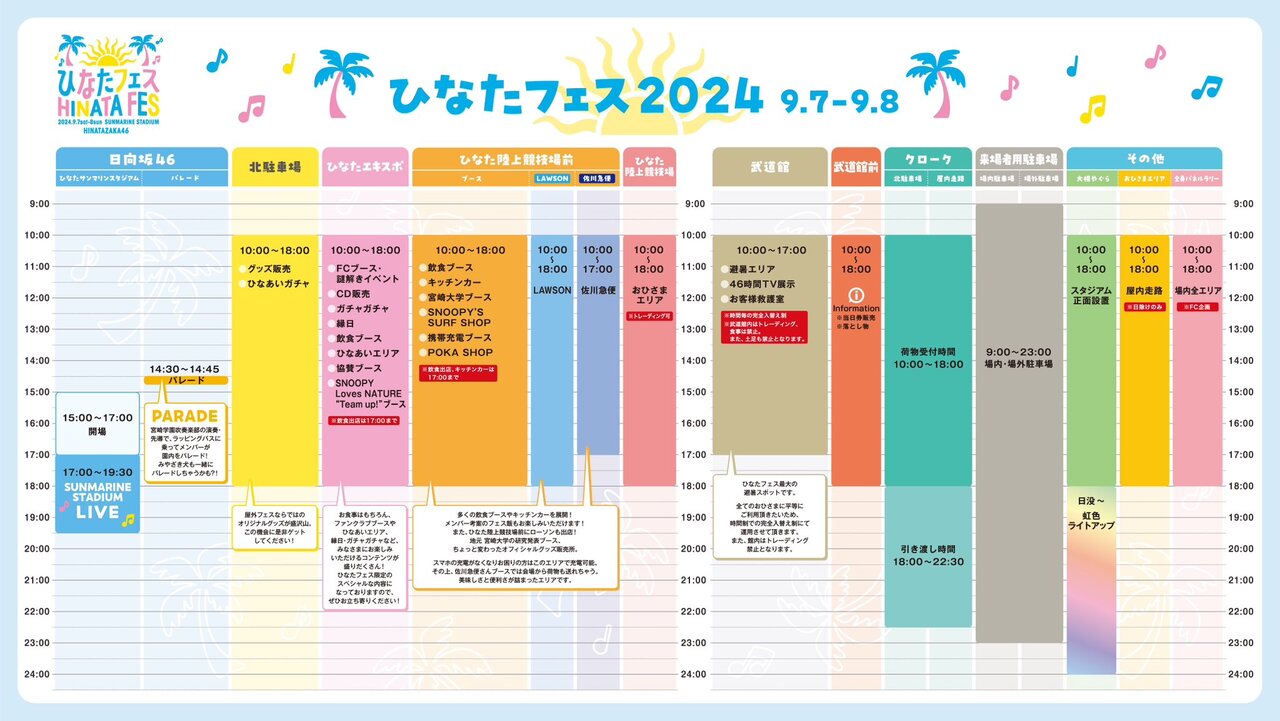 ひなたフェス
HINATA FES
2024.9.7sat-8sun SUNMARINE STADIUM
HINATAZAKA46
ひなたフェス2024 9.7-9.8
日向坂46
ひなたサンマリンスタジアム
パレード
北駐車場
ひなたエキスポ
ひなた陸上競技場前
ブース
LAWSON
佐川急便
ひなた
陸上競技場
武道館
武道館前
クローク
北駐車場
屋内走路
来場者用駐車場
場内駐車場
場外駐車場
その他
大橋やぐら
おひさまエリア
全身パネルラリー
9:00
10:00
11:00
12:00
13:00
14:00
15:00
16:00
17:00
18:00
19:00
20:00
21:00
22:00
23:00
24:00
15:00〜17:00
開場
17:00〜19:30
SUNMARINE
STADIUM
LIVE
14:30〜14:45
パレード
PARADE
宮崎学園吹奏楽部の演奏・
先導で、ラッピングバスに
乗ってメンバーが
園内をパレード!
みやざき犬も一緒に
パレードしちゃうかも?!
10:00〜18:00
グッズ販売
ひなあいガチャ
屋外フェスならではの
オリジナルグッズが盛沢山。
この機会に是非ゲット
してください!
10:00〜18:00
FCブース・
謎解きイベント
CD販売
ガチャガチャ
縁日
飲食ブース
ひなあいエリア
協賛ブース
SNOOPY
Loves NATURE
"Team up!"ブース
※飲食出店は17:00まで
お食事はもちろん、
ファンクラブブースや
ひなあいエリア、
縁日・ガチャガチャなど、
みなさまにお楽しみ
いただけるコンテンツが
盛りだくさん!
ひなたフェス限定の
スペシャルな内容に
なっておりますので、
ぜひお立ち寄りください!
10:00〜18:00
飲食ブース
キッチンカー
宮崎大学ブース
SNOOPY'S
SURF SHOP
携帯充電ブース
POKA SHOP
※飲食出店、キッチンカーは
17:00まで
多くの飲食ブースやキッチンカーを展開!
メンバー考案のフェス飯もお楽しみいただけます!
また、ひなた陸上競技場前にローソンも出店!
地元 宮崎大学の研究発表ブース、
ちょっと変わったオフィシャルグッズ販売所。
スマホの充電がなくなりお困りの方はこのエリアで充電可能。
その上、佐川急便さんブースでは会場から荷物も送れちゃう。
美味しさと便利さが詰まったエリアです。
10:00
〜
18:00
LAWSON
10:00
〜
17:00
佐川急便
10:00
〜
18:00
おひさま
エリア
※トレーディング可
9:00
10:00
11:00
12:00
13:00
14:00
15:00
16:00
17:00
18:00
19:00
20:00
21:00
22:00
23:00
24:00
10:00〜17:00
避暑エリア
46時間TV展示
お客様救護室
※時間毎の完全入替え制
※武道館内はトレーディング、
食事は禁止。
また、土足も禁止となります。
ひなたフェス最大の
避暑スポットです。
全てのおひさまに平等に
ご利用頂きたいため、
時間制での完全入替え制にて
運用させて頂きます。
また、館内はトレーディング
禁止となります。
10:00
〜
18:00
Information
※当日券販売
※落とし物
荷物受付時間
10:00〜18:00
引き渡し時間
18:00〜22:30
9:00〜23:00
場内・場外駐車場
10:00
〜
18:00
スタジアム
正面設置
日没〜
虹色
ライトアップ
10:00
〜
18:00
屋内走路
※日除けのみ
10:00
〜
18:00
場内全エリア
※FC企画
9:00
10:00
11:00
12:00
13:00
14:00
15:00
16:00
17:00
18:00
19:00
20:00
21:00
22:00
23:00
24:00